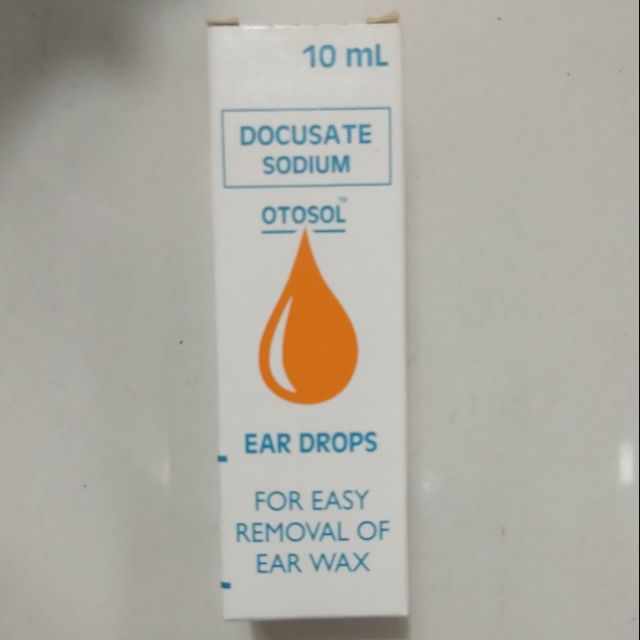 10 mL
DOCUSATE
SODIUM
OTOSOL™
EAR DROPS
FOR EASY
REMOVAL OF
EAR WAX